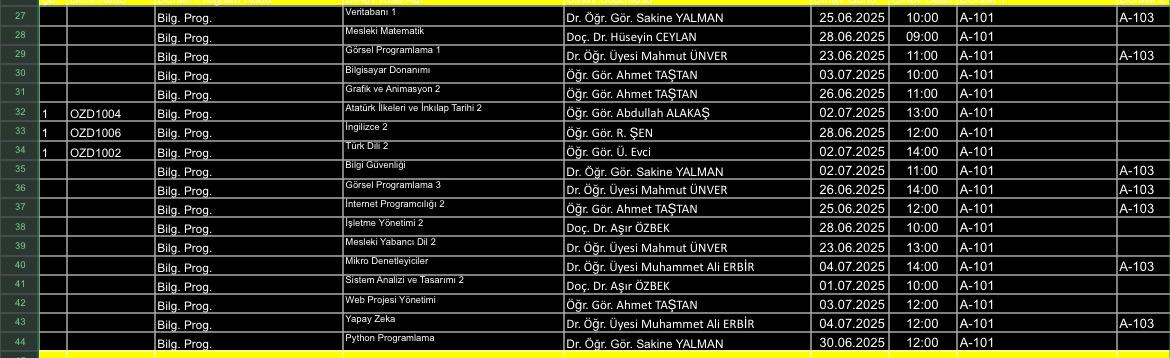 27 Bilg. Prog. Veritabanı 1 Dr. Öğr. Gör. Sakine YALMAN 25.06.2025 10:00 A-101 A-103
28 Bilg. Prog. Mesleki Matematik Doç. Dr. Hüseyin CEYLAN 28.06.2025 09:00 A-101
29 Bilg. Prog. Görsel Programlama 1 Dr. Öğr. Üyesi Mahmut ÜNVER 23.06.2025 11:00 A-101 A-103
30 Bilg. Prog. Bilgisayar Donanımı Öğr. Gör. Ahmet TAŞTAN 03.07.2025 10:00 A-101
31 Bilg. Prog. Grafik ve Animasyon 2 Öğr. Gör. Ahmet TAŞTAN 26.06.2025 11:00 A-101
32 1 OZD1004 Bilg. Prog. Atatürk İlkeleri ve İnkılap Tarihi 2 Öğr. Gör. Abdullah ALAKAŞ 02.07.2025 13:00 A-101
33 1 OZD1006 Bilg. Prog. İngilizce 2 Öğr. Gör. R. ŞEN 28.06.2025 12:00 A-101
34 1 OZD1002 Bilg. Prog. Türk Dili 2 Öğr. Gör. Ü. Evci 02.07.2025 14:00 A-101
35 Bilg. Prog. Bilgi Güvenliği Dr. Öğr. Gör. Sakine YALMAN 02.07.2025 11:00 A-101 A-103
36 Bilg. Prog. Görsel Programlama 3 Dr. Öğr. Üyesi Mahmut ÜNVER 26.06.2025 14:00 A-101 A-103
37 Bilg. Prog. İnternet Programcılığı 2 Öğr. Gör. Ahmet TAŞTAN 25.06.2025 12:00 A-101 A-103
38 Bilg. Prog. İşletme Yönetimi 2 Doç. Dr. Aşır ÖZBEK 28.06.2025 10:00 A-101
39 Bilg. Prog. Mesleki Yabancı Dil 2 Dr. Öğr. Üyesi Mahmut ÜNVER 23.06.2025 13:00 A-101
40 Bilg. Prog. Mikro Denetleyiciler Dr. Öğr. Üyesi Muhammet Ali ERBİR 04.07.2025 14:00 A-101 A-103
41 Bilg. Prog. Sistem Analizi ve Tasarımı 2 Doç. Dr. Aşır ÖZBEK 01.07.2025 10:00 A-101
42 Bilg. Prog. Web Projesi Yönetimi Öğr. Gör. Ahmet TAŞTAN 03.07.2025 12:00 A-101
43 Bilg. Prog. Yapay Zeka Dr. Öğr. Üyesi Muhammet Ali ERBİR 04.07.2025 12:00 A-101 A-103
44 Bilg. Prog. Python Programlama Dr. Öğr. Gör. Sakine YALMAN 30.06.2025 12:00 A-101